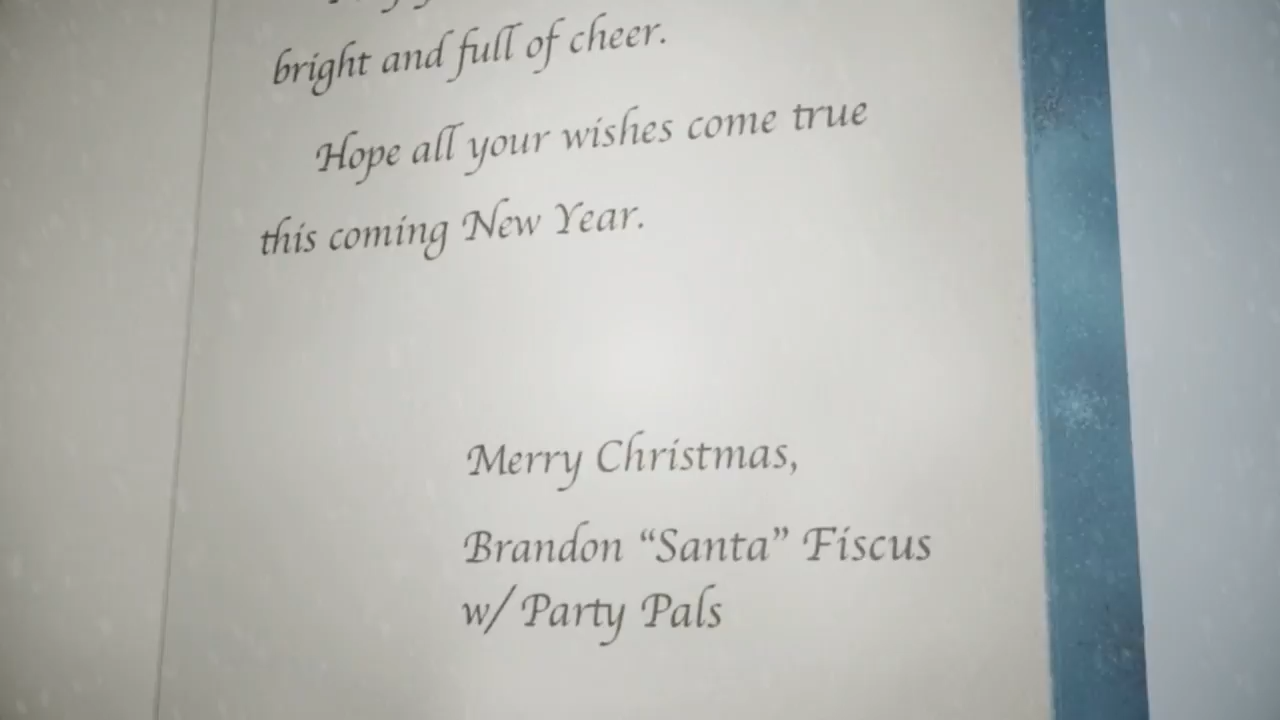 bright and full of cheer.
Hope all your wishes come true
this coming New Year.
Merry Christmas,
Brandon “Santa” Fiscus
w/ Party Pals